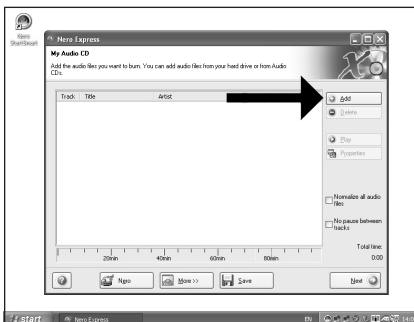 Nero
StartSmart
Nero Express
My Audio CD
Add the audio files you want to burn. You can add audio files from your hard drive or from Audio
CDs.
Track Title Artist
Add
Delete
Play
Properties
Normalize all audio
files
No pause between
tracks
Total time:
20min 40min 60min 80min 0:00
Nero More >> Save Next
start Nero Express EN 14:0